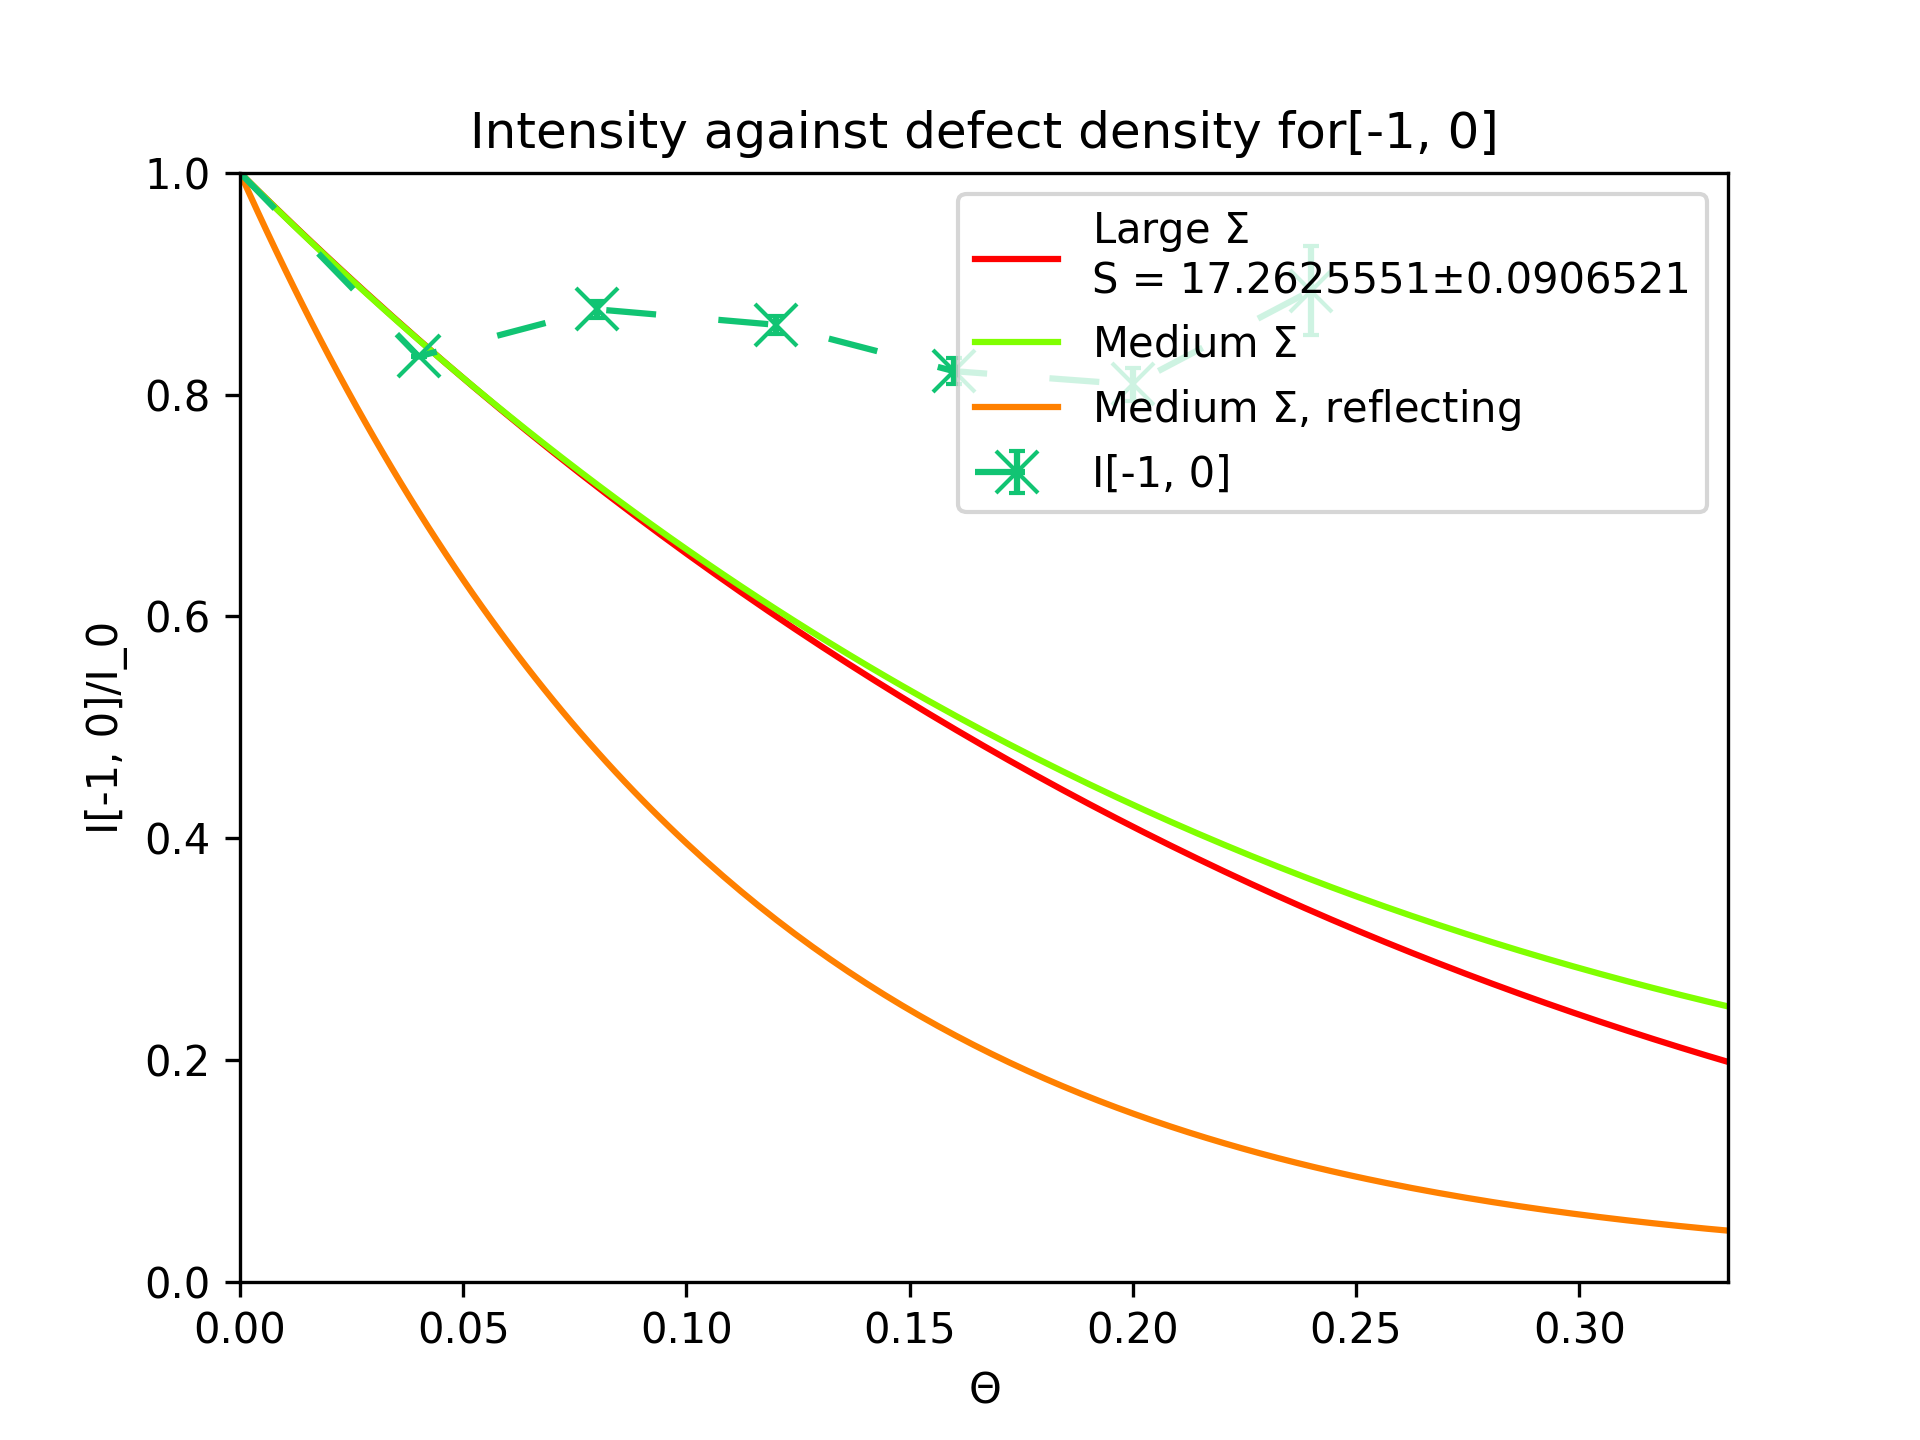 Intensity against defect density for[-1, 0]
1.0
0.8
0.6
0.4
0.2
0.0
I[-1, 0]/I_0
Large Σ
S = 17.2625551±0.0906521
Medium Σ
Medium Σ, reflecting
I[-1, 0]
0.00 0.05 0.10 0.15 0.20 0.25 0.30
Θ